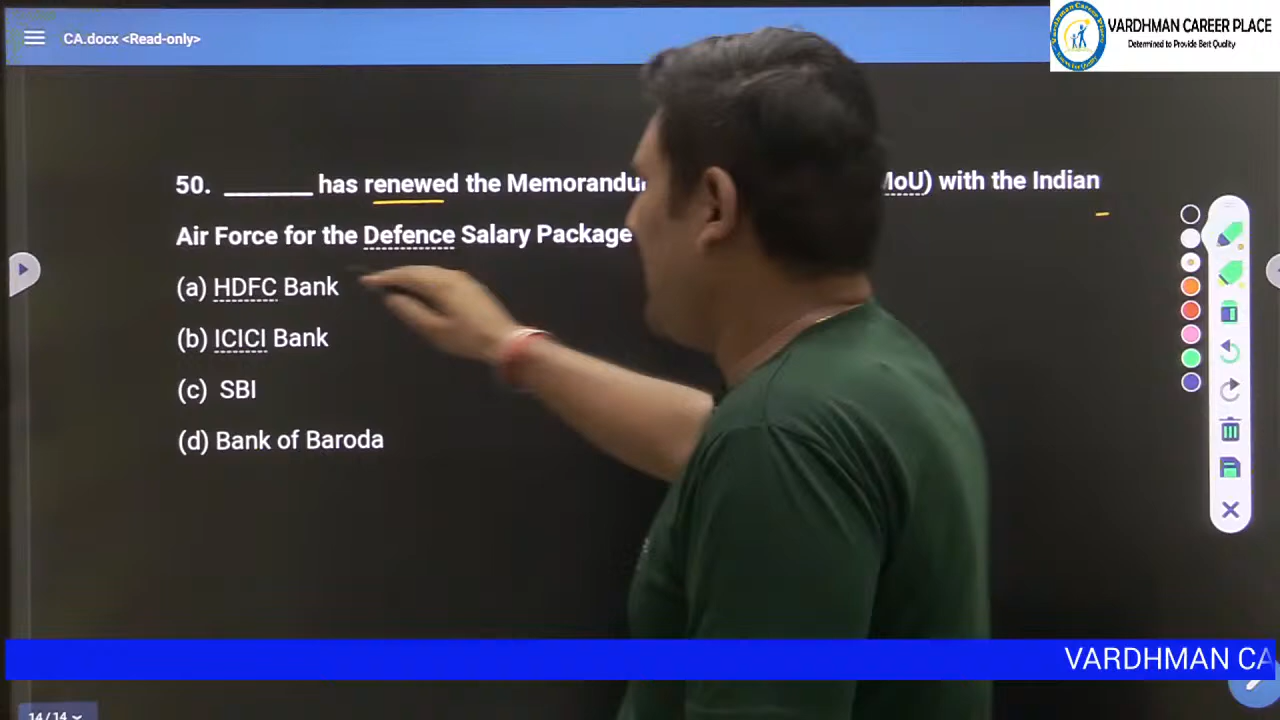 CA.docx <Read-only>
VARDHMAN CAREER PLACE
Determined to Provide Best Quality
50. ________ has renewed the Memorandu MoU) with the Indian
Air Force for the Defence Salary Package
(a) HDFC Bank
(b) ICICI Bank
(c) SBI
(d) Bank of Baroda
VARDHMAN CA
14/14